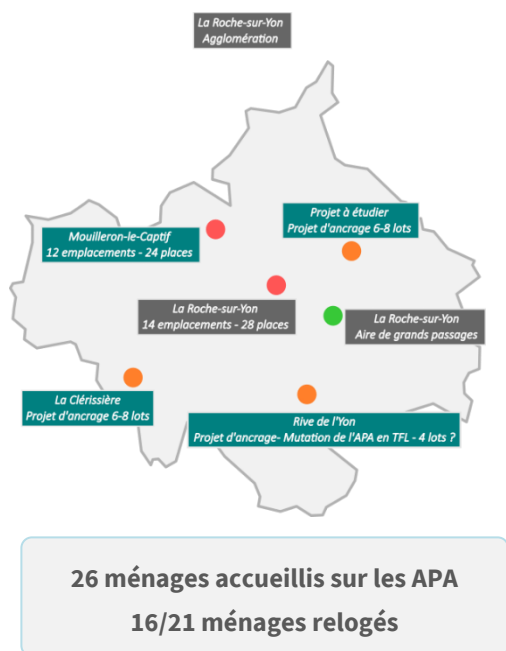 La Roche-sur-Yon
Agglomération
Projet à étudier
Projet d'ancrage 6-8 lots
Mouilleron-le-Captif
12 emplacements - 24 places
La Roche-sur-Yon
14 emplacements - 28 places
La Roche-sur-Yon
Aire de grands passages
La Clérissière
Projet d'ancrage 6-8 lots
Rive de l'Yon
Projet d'ancrage- Mutation de l'APA en TFL - 4 lots ?
26 ménages accueillis sur les APA
16/21 ménages relogés